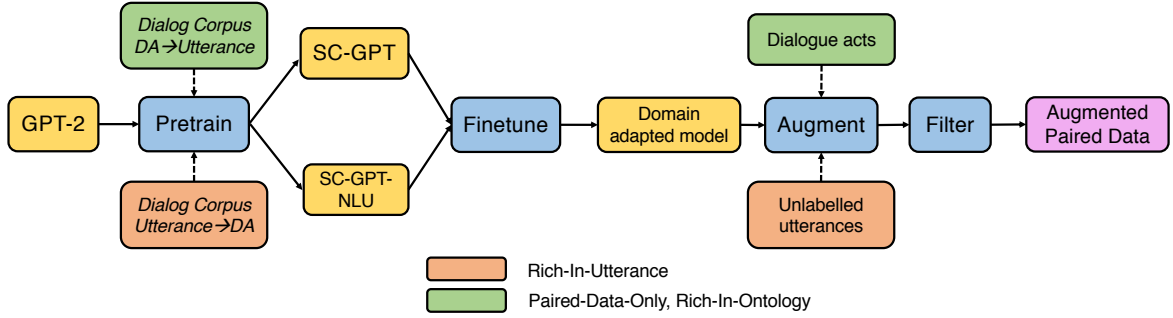 Dialog Corpus
DA→Utterance
SC-GPT
Dialogue acts
GPT-2
Pretrain
Finetune
Domain
adapted model
Augment
Filter
Augmented
Paired Data
SC-GPT-
NLU
Dialog Corpus
Utterance→DA
Unlabelled
utterances
Rich-In-Utterance
Paired-Data-Only, Rich-In-Ontology